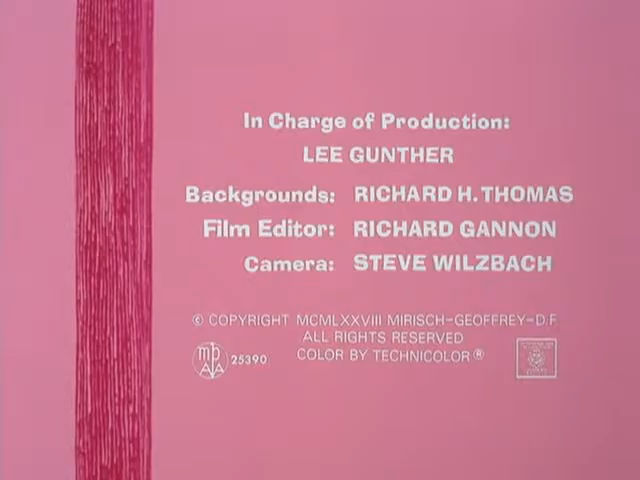 In Charge of Production:
LEE GUNTHER
Backgrounds: RICHARD H. THOMAS
Film Editor: RICHARD GANNON
Camera: STEVE WILZBACH
© COPYRIGHT MCMLXXVIII MIRISCH-GEOFFREY-D.F.
ALL RIGHTS RESERVED
COLOR BY TECHNICOLOR®
MPAA 25390